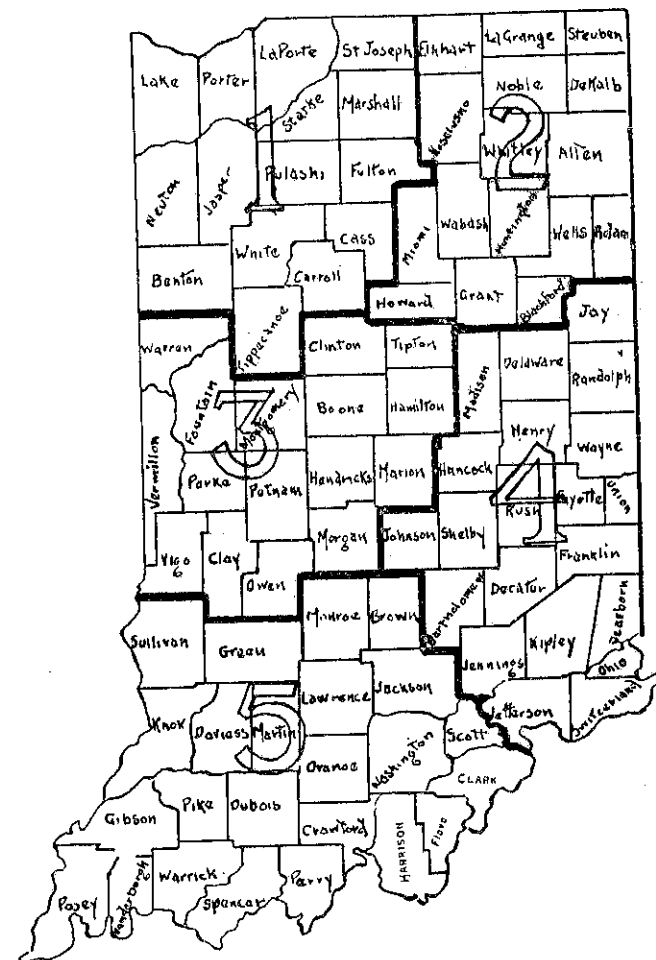 LaGrange
Steuben
LaPorte
St Joseph
Elkhart
Lake
Porter
Noble
DeKalb
Starke
Marshall
Kosciusko
1
2
Whitley
Allen
Pulaski
Fulton
Newton
Jasper
Miami
Wabash
Huntington
Wells
Adam
White
Cass
Benton
Carroll
Howard
Grant
Blackford
Jay
Warren
Tippecanoe
Clinton
Tipton
Madison
Deldware
Randolph
Fountain
3
Montgomery
Boone
Hamilton
Henry
Wayne
Vermillon
Parke
Putnam
Hendricks
Marion
Hancock
4
Rush
Fayette
Union
Vigo
Clay
Owen
Morgan
Johnson
Shelby
Franklin
Decatur
Bartholomew
Dearborn
Sullivan
Green
Monroe
Brown
Jennings
Ripley
Ohio
Knox
Daviess
Martin
5
Lawrence
Jackson
Jefferson
Switzerland
Scott
Orange
Washington
CLARK
Gibson
Pike
Dubois
Crawford
HARRISON
Floyd
Posey
Vanderburgh
Warrick
Spencer
Perry